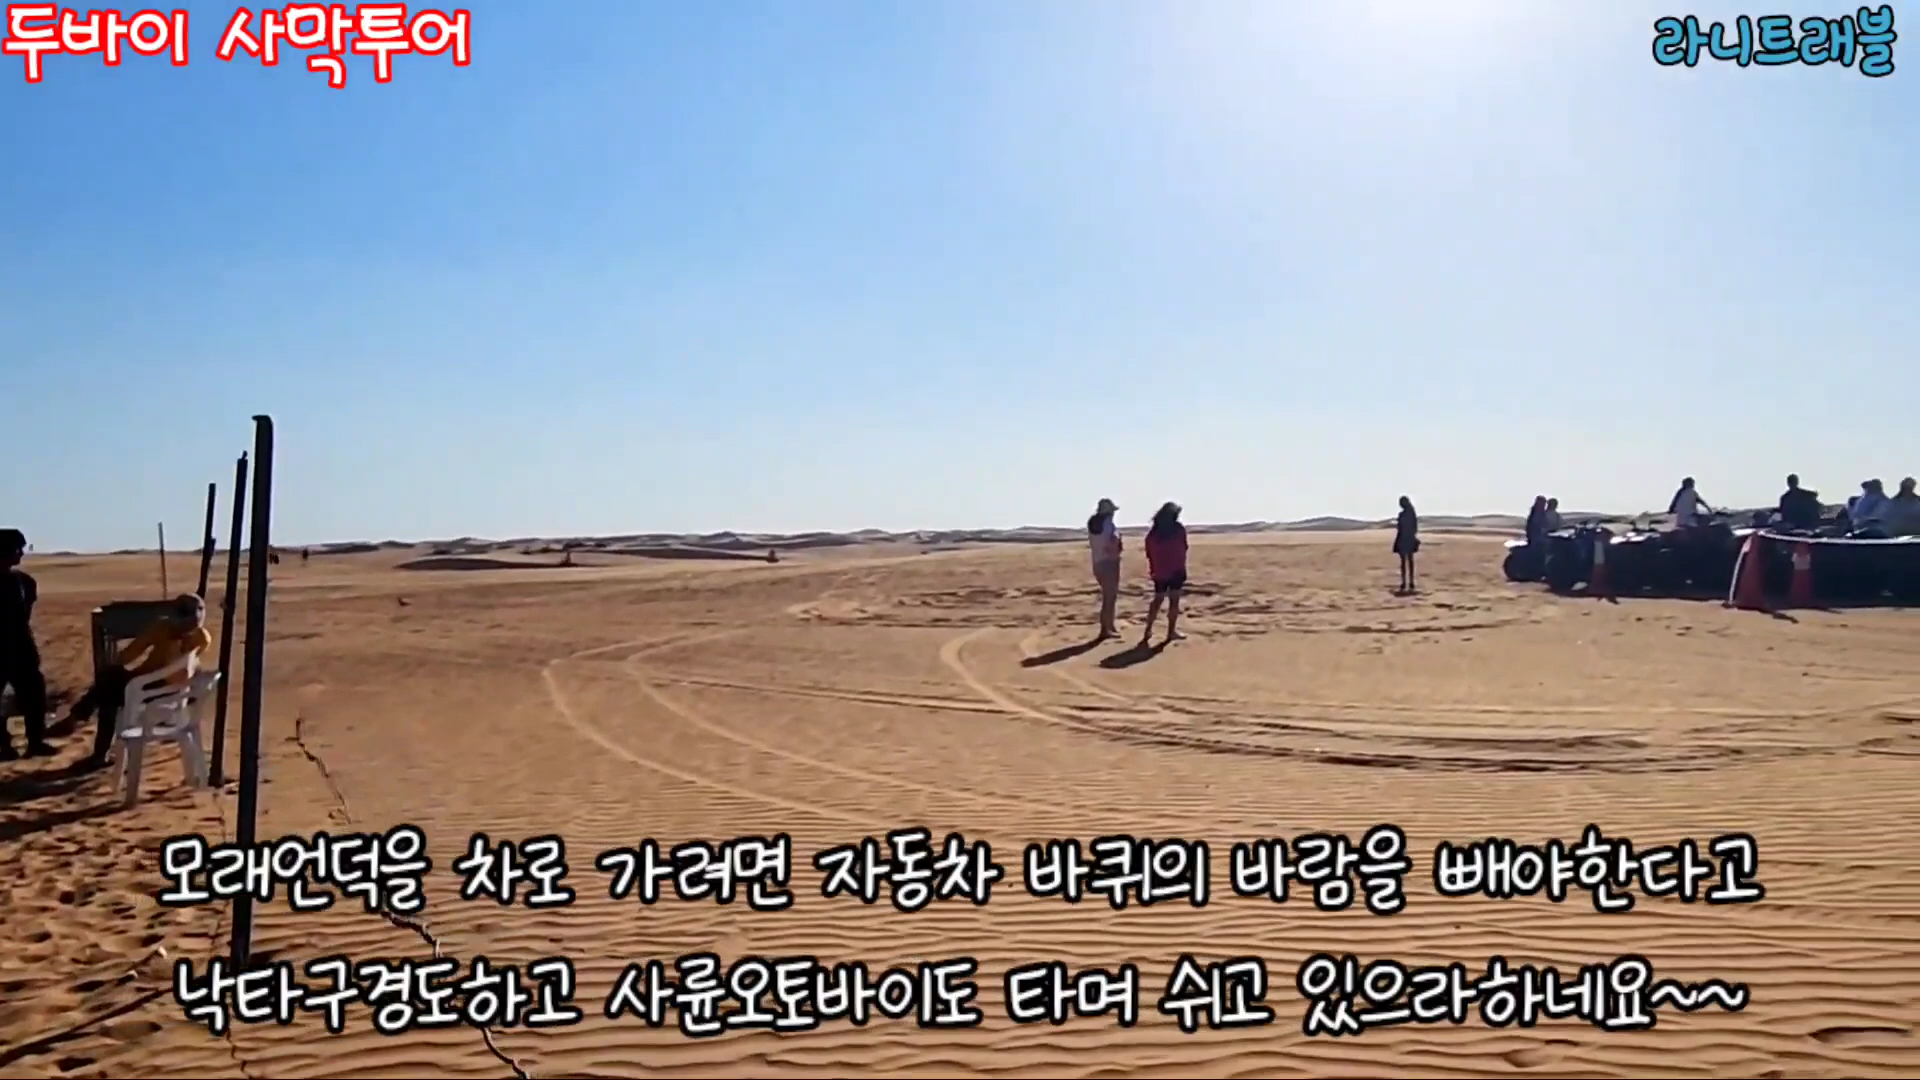 두바이 사막투어
라니트래블
모래언덕을 차로 가려면 자동차 바퀴의 바람을 빼야한다고
낙타구경도하고 사륜오토바이도 타며 쉬고 있으라하네요~~